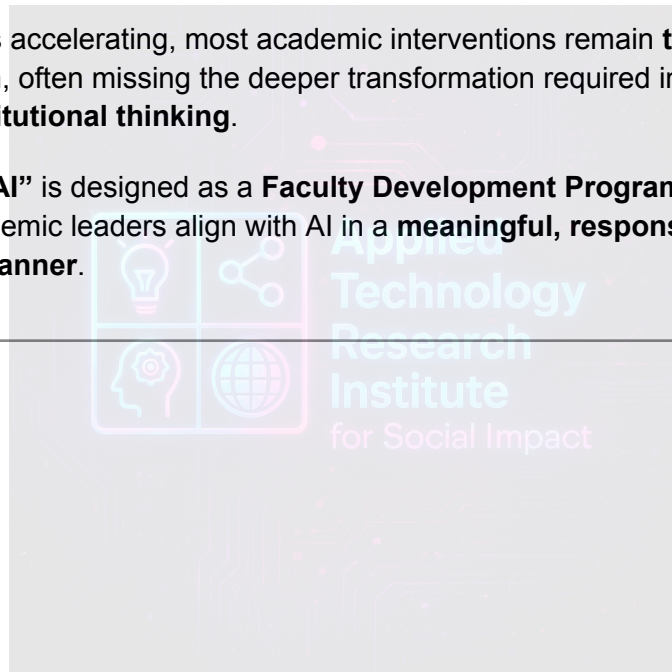 s accelerating, most academic interventions remain t
, often missing the deeper transformation required in
itutional thinking.
AI” is designed as a Faculty Development Program
emic leaders align with AI in a meaningful, respons
anner.
Applied
Technology
Research
Institute
for Social Impact